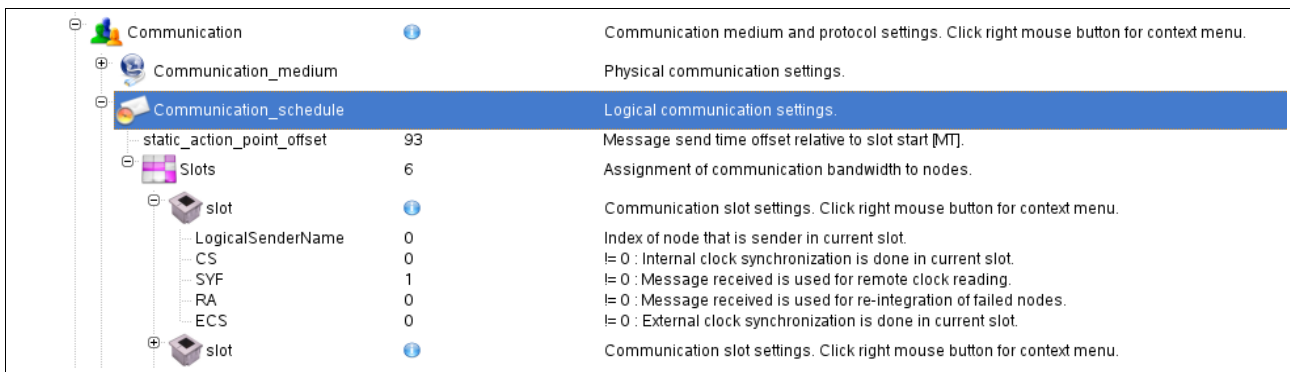 Communication Communication medium and protocol settings. Click right mouse button for context menu.
Communication_medium Physical communication settings.
Communication_schedule Logical communication settings.
static_action_point_offset 93 Message send time offset relative to slot start [MT].
Slots 6 Assignment of communication bandwidth to nodes.
slot Communication slot settings. Click right mouse button for context menu.
LogicalSenderName 0 Index of node that is sender in current slot.
CS 0 != 0 : Internal clock synchronization is done in current slot.
SYF 1 != 0 : Message received is used for remote clock reading.
RA 0 != 0 : Message received is used for re-integration of failed nodes.
ECS 0 != 0 : External clock synchronization is done in current slot.
slot Communication slot settings. Click right mouse button for context menu.